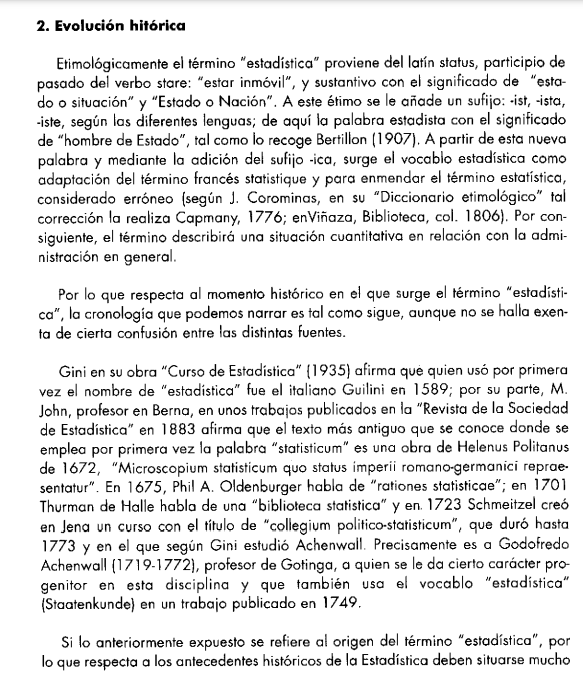 2. Evolución hitórica
Etimológicamente el término "estadística" proviene del latín status, participio de
pasado del verbo stare: "estar inmóvil", y sustantivo con el significado de "esta-
do o situación" y "Estado o Nación". A este étimo se le añade un sufijo: -ist, -ista,
-iste, según las diferentes lenguas; de aquí la palabra estadista con el significado
de "hombre de Estado", tal como lo recoge Bertillon (1907). A partir de esta nueva
palabra y mediante la adición del sufijo -ica, surge el vocablo estadística como
adaptación del término francés statistique y para enmendar el término estatística,
considerado erróneo (según J. Corominas, en su "Diccionario etimológico" tal
corrección la realiza Capmany, 1776; enViñaza, Biblioteca, col. 1806). Por con-
siguiente, el término describirá una situación cuantitativa en relación con la admi-
nistración en general.
Por lo que respecta al momento histórico en el que surge el término "estadísti-
ca", la cronología que podemos narrar es tal como sigue, aunque no se halla exen-
ta de cierta confusión entre las distintas fuentes.
Gini en su obra "Curso de Estadística" (1935) afirma que quien usó por primera
vez el nombre de "estadística" fue el italiano Guilini en 1589; por su parte, M.
John, profesor en Berna, en unos trabajos publicados en la "Revista de la Sociedad
de Estadística" en 1883 afirma que el texto más antiguo que se conoce donde se
emplea por primera vez la palabra "statisticum" es una obra de Helenus Politanus
de 1672, "Microscopium statisticum quo status imperii romano-germanici reprae-
sentatur". En 1675, Phil A. Oldenburger habla de "rationes statisticae"; en 1701
Thurman de Halle habla de una "biblioteca statistica" y en 1723 Schmeitzel creó
en Jena un curso con el título de "collegium politico-statisticum", que duró hasta
1773 y en el que según Gini estudió Achenwall. Precisamente es a Godofredo
Achenwall (1719-1772), profesor de Gotinga, a quien se le da cierto carácter pro-
genitor en esta disciplina y que también usa el vocablo "estadística"
(Staatenkunde) en un trabajo publicado en 1749.
Si lo anteriormente expuesto se refiere al origen del término "estadística", por
lo que respecta a los antecedentes históricos de la Estadística deben situarse mucho